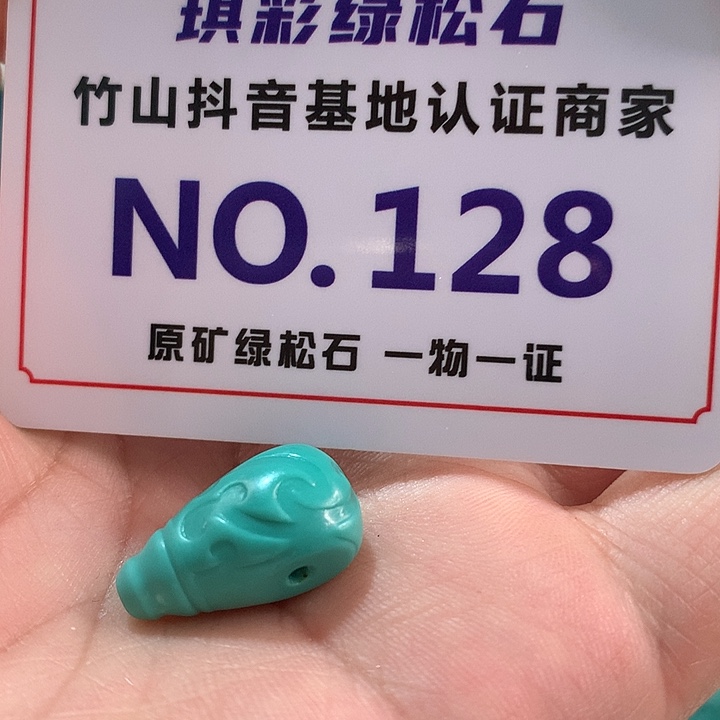 琪彩绿松石
竹山抖音基地认证商家
NO.128
原矿绿松石 一物一证